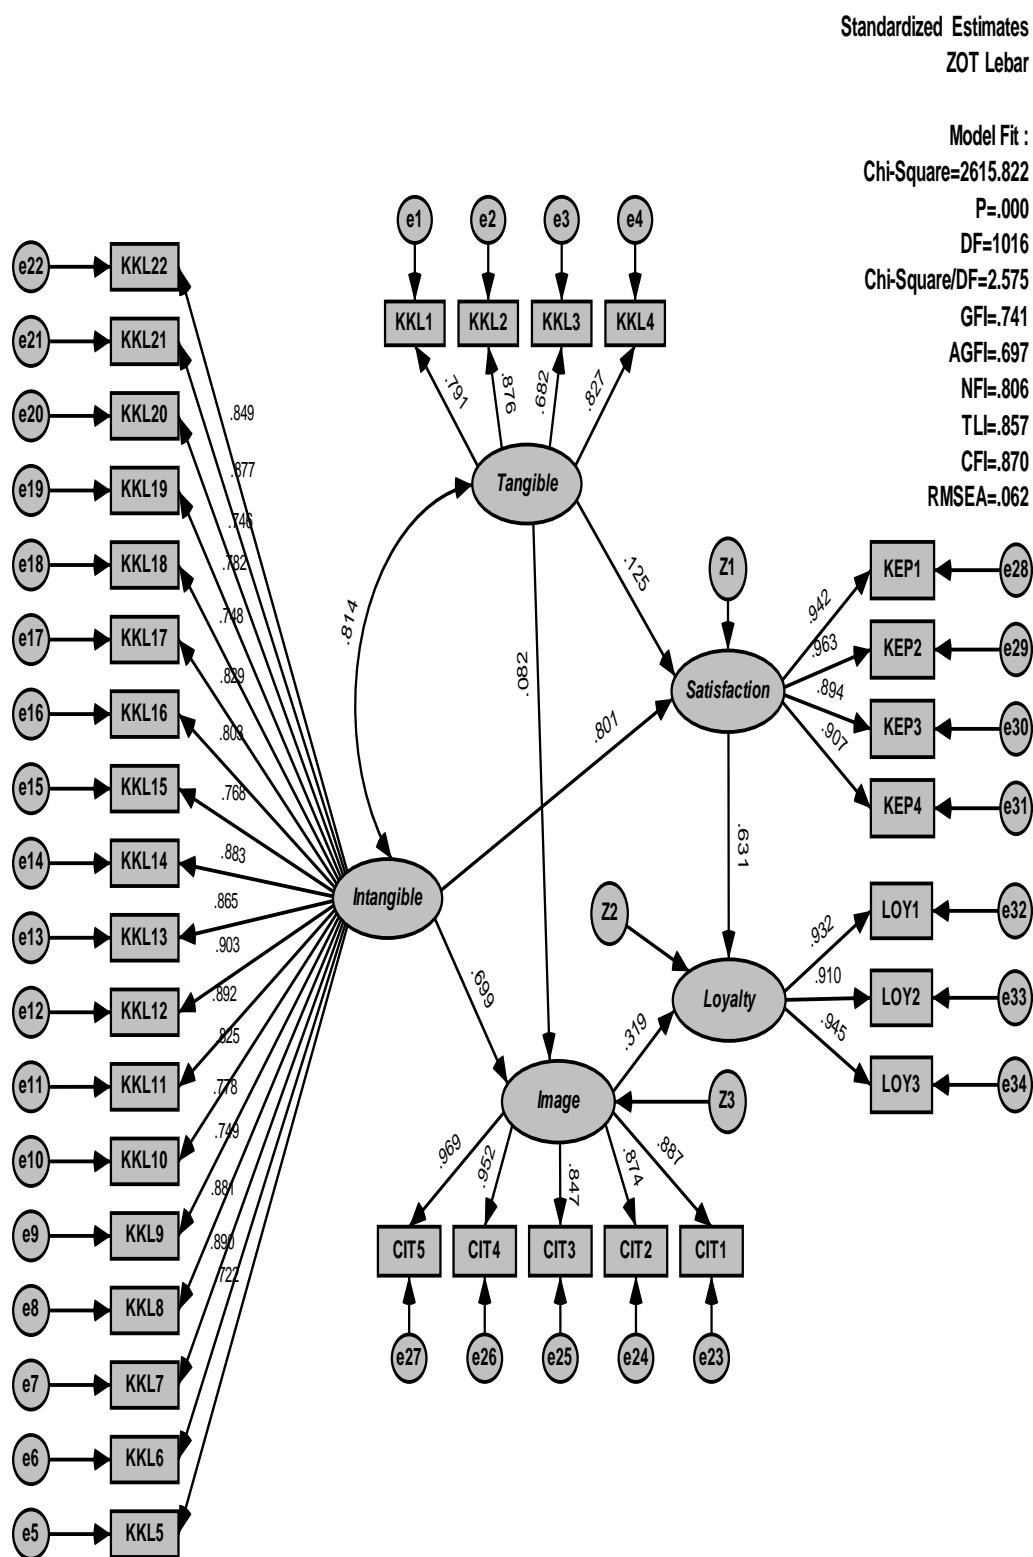 Standardized Estimates
ZOT Lebar
Model Fit :
Chi-Square=2615.822
P=.000
DF=1016
Chi-Square/DF=2.575
GFI=.741
AGFI=.697
NFI=.806
TLI=.857
CFI=.870
RMSEA=.062
e1
e2
e3
e4
KKL1
KKL2
KKL3
KKL4
.791
.876
.682
.827
Tangible
e22
KKL22
e21
KKL21
e20
KKL20
e19
KKL19
e18
KKL18
e17
KKL17
e16
KKL16
e15
KKL15
e14
KKL14
e13
KKL13
e12
KKL12
e11
KKL11
e10
KKL10
e9
KKL9
e8
KKL8
e7
KKL7
e6
KKL6
e5
KKL5
.849
.877
.746
.782
.748
.829
.803
.768
.883
.865
.903
.892
.825
.778
.749
.881
.890
.722
Intangible
.814
.125
.082
.801
.699
Z1
Satisfaction
.942
.963
.894
.907
KEP1
e28
KEP2
e29
KEP3
e30
KEP4
e31
.631
Z2
Loyalty
.932
.910
.945
LOY1
e32
LOY2
e33
LOY3
e34
.319
Image
Z3
.969
.952
.847
.874
.887
CIT5
CIT4
CIT3
CIT2
CIT1
e27
e26
e25
e24
e23